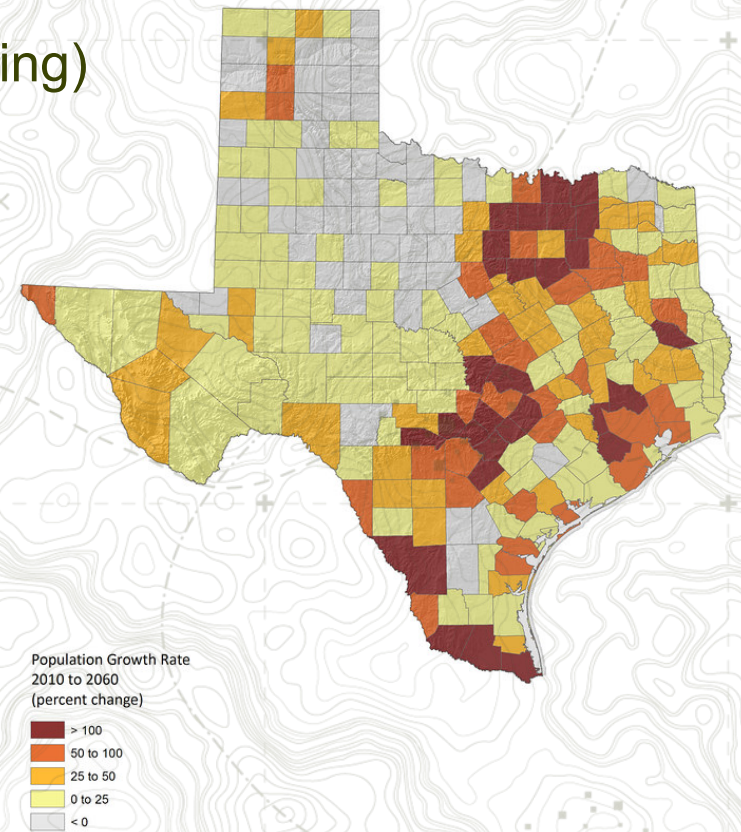 ing)
Population Growth Rate
2010 to 2060
(percent change)
> 100
50 to 100
25 to 50
0 to 25
< 0